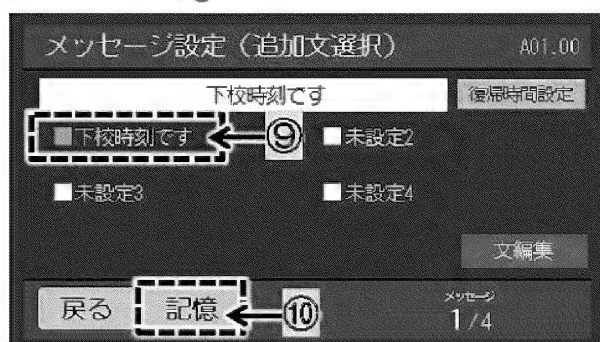 メッセージ設定（追加文選択） A01.00
下校時刻です 復帰時間設定
下校時刻です ⑨ 未設定2
未設定3 未設定4
文編集
戻る 記憶 ⑩ メッセージ 1/4